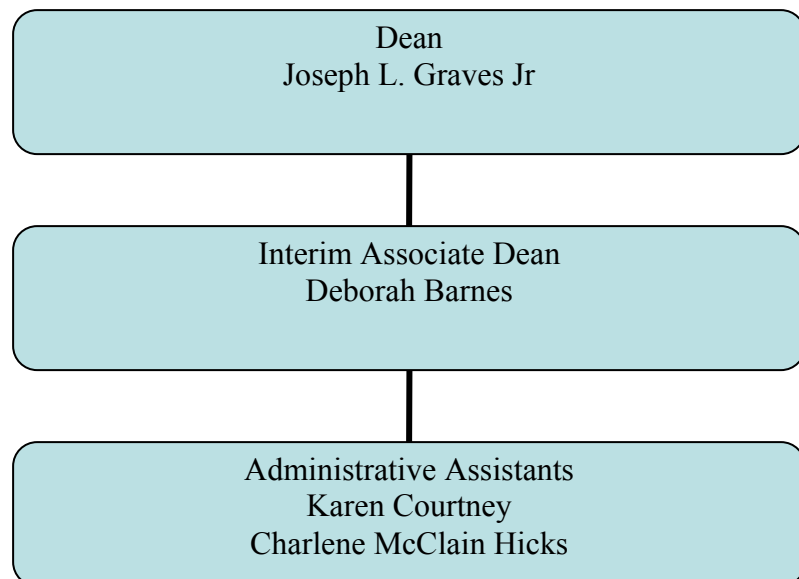 Dean
Joseph L. Graves Jr
Interim Associate Dean
Deborah Barnes
Administrative Assistants
Karen Courtney
Charlene McClain Hicks